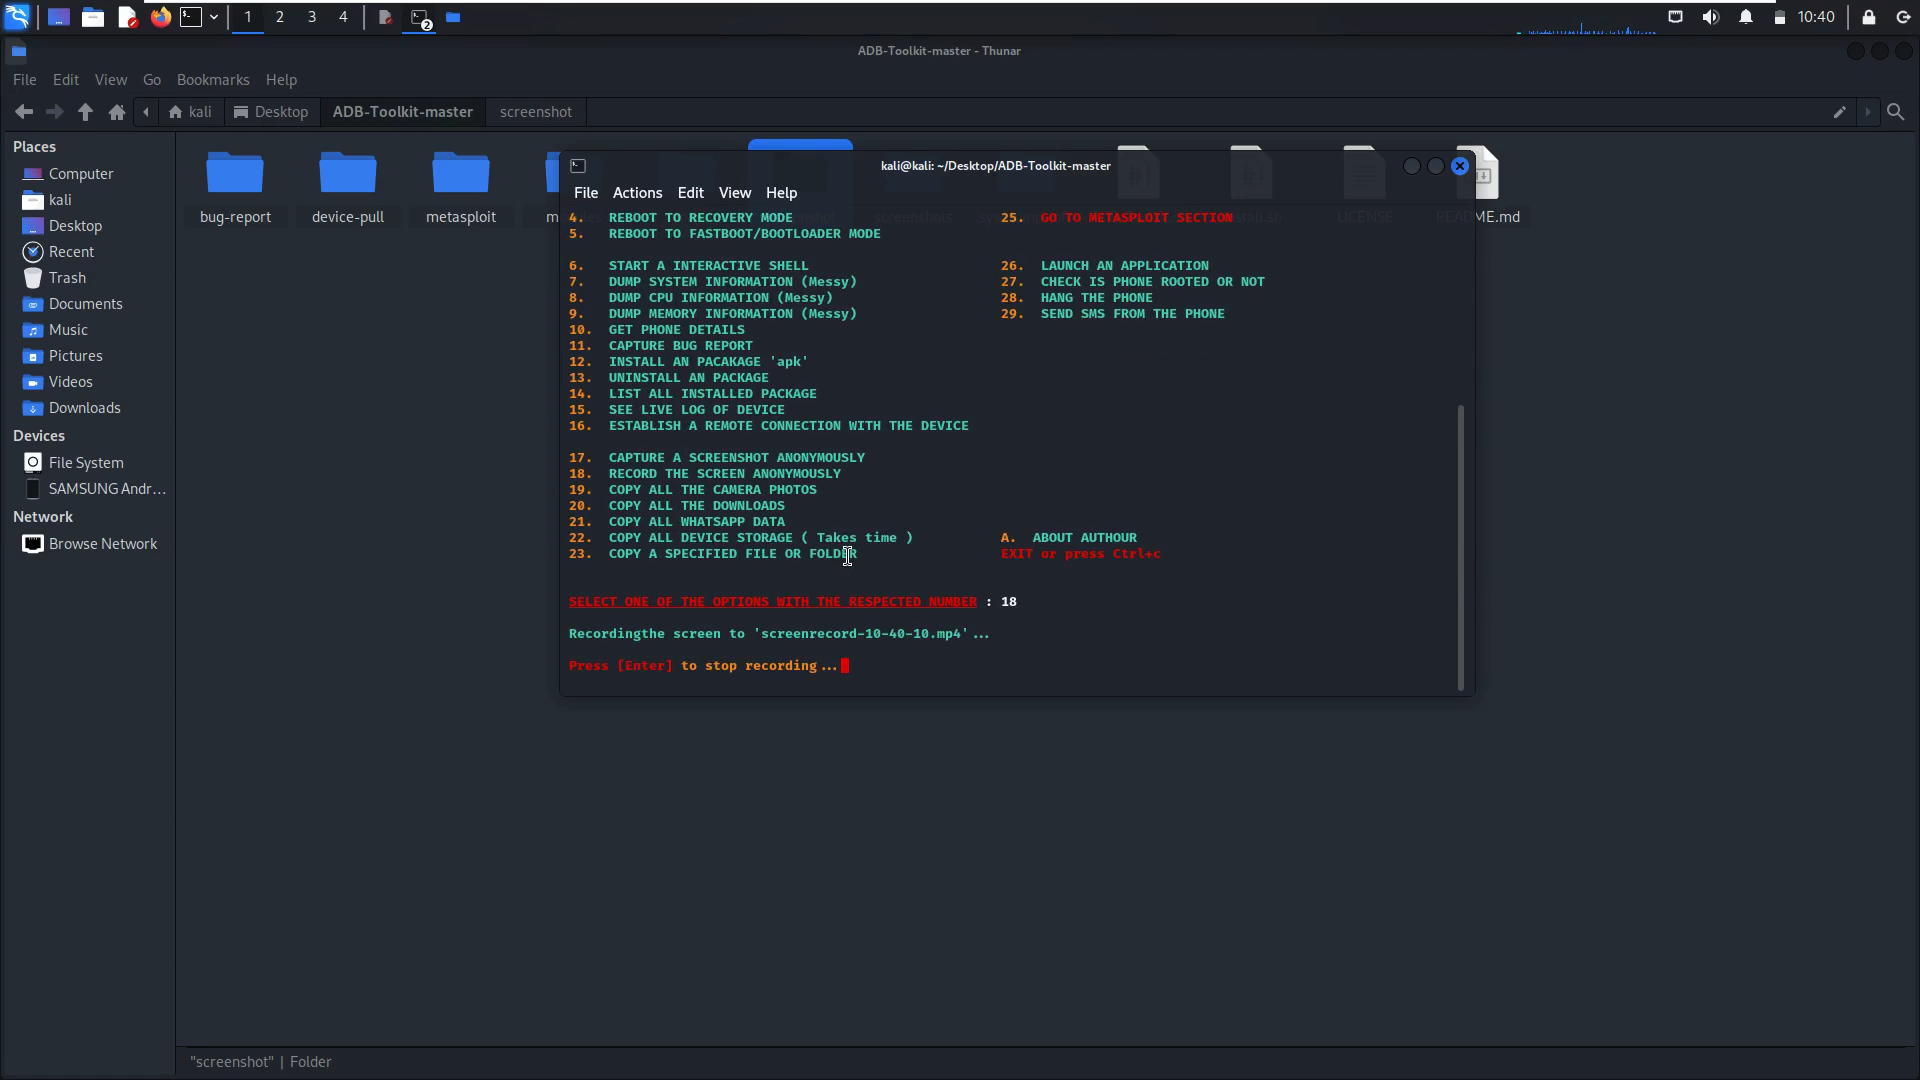 1 2 3 4 2 10:40
ADB-Toolkit-master - Thunar
File Edit View Go Bookmarks Help
kali Desktop ADB-Toolkit-master screenshot
Places
Computer
kali
Desktop
Recent
Trash
Documents
Music
Pictures
Videos
Downloads
Devices
File System
SAMSUNG Andr...
Network
Browse Network
bug-report device-pull metasploit screenshots LICENSE README.md
kali@kali: ~/Desktop/ADB-Toolkit-master
File Actions Edit View Help
4. REBOOT TO RECOVERY MODE 25. GO TO METASPLOIT SECTION
5. REBOOT TO FASTBOOT/BOOTLOADER MODE
6. START A INTERACTIVE SHELL 26. LAUNCH AN APPLICATION
7. DUMP SYSTEM INFORMATION (Messy) 27. CHECK IS PHONE ROOTED OR NOT
8. DUMP CPU INFORMATION (Messy) 28. HANG THE PHONE
9. DUMP MEMORY INFORMATION (Messy) 29. SEND SMS FROM THE PHONE
10. GET PHONE DETAILS
11. CAPTURE BUG REPORT
12. INSTALL AN PACAKAGE 'apk'
13. UNINSTALL AN PACKAGE
14. LIST ALL INSTALLED PACKAGE
15. SEE LIVE LOG OF DEVICE
16. ESTABLISH A REMOTE CONNECTION WITH THE DEVICE
17. CAPTURE A SCREENSHOT ANONYMOUSLY
18. RECORD THE SCREEN ANONYMOUSLY
19. COPY ALL THE CAMERA PHOTOS
20. COPY ALL THE DOWNLOADS
21. COPY ALL WHATSAPP DATA
22. COPY ALL DEVICE STORAGE ( Takes time ) A. ABOUT AUTHOUR
23. COPY A SPECIFIED FILE OR FOLDER EXIT or press Ctrl+c
SELECT ONE OF THE OPTIONS WITH THE RESPECTED NUMBER : 18
Recordingthe screen to 'screenrecord-10-40-10.mp4'...
Press [Enter] to stop recording...
"screenshot" | Folder